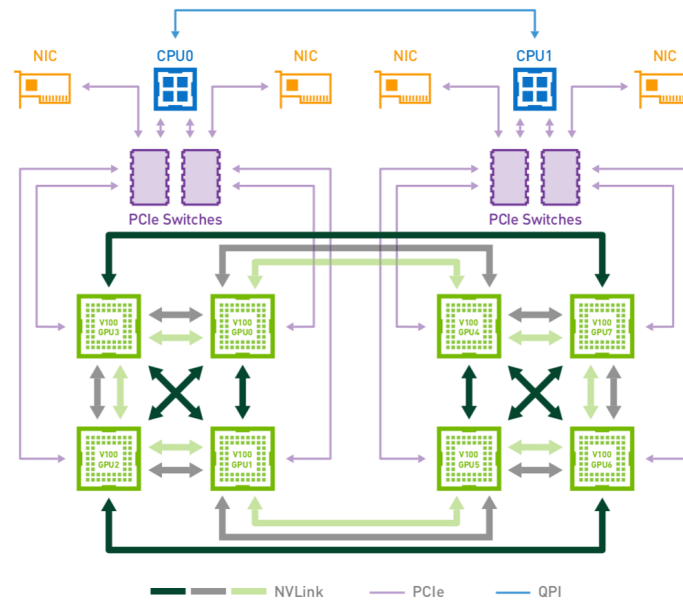 NIC
CPU0
NIC
NIC
CPU1
NIC
PCIe Switches
PCIe Switches
V100
GPU3
V100
GPU0
V100
GPU4
V100
GPU7
V100
GPU2
V100
GPU1
V100
GPU5
V100
GPU6
NVLink
PCIe
QPI